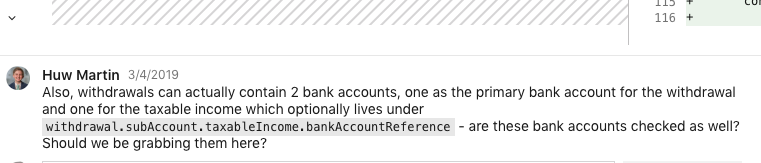 116 +
Huw Martin 3/4/2019
Also, withdrawals can actually contain 2 bank accounts, one as the primary bank account for the withdrawal
and one for the taxable income which optionally lives under
withdrawal.subAccount.taxableIncome.bankAccountReference - are these bank accounts checked as well?
Should we be grabbing them here?